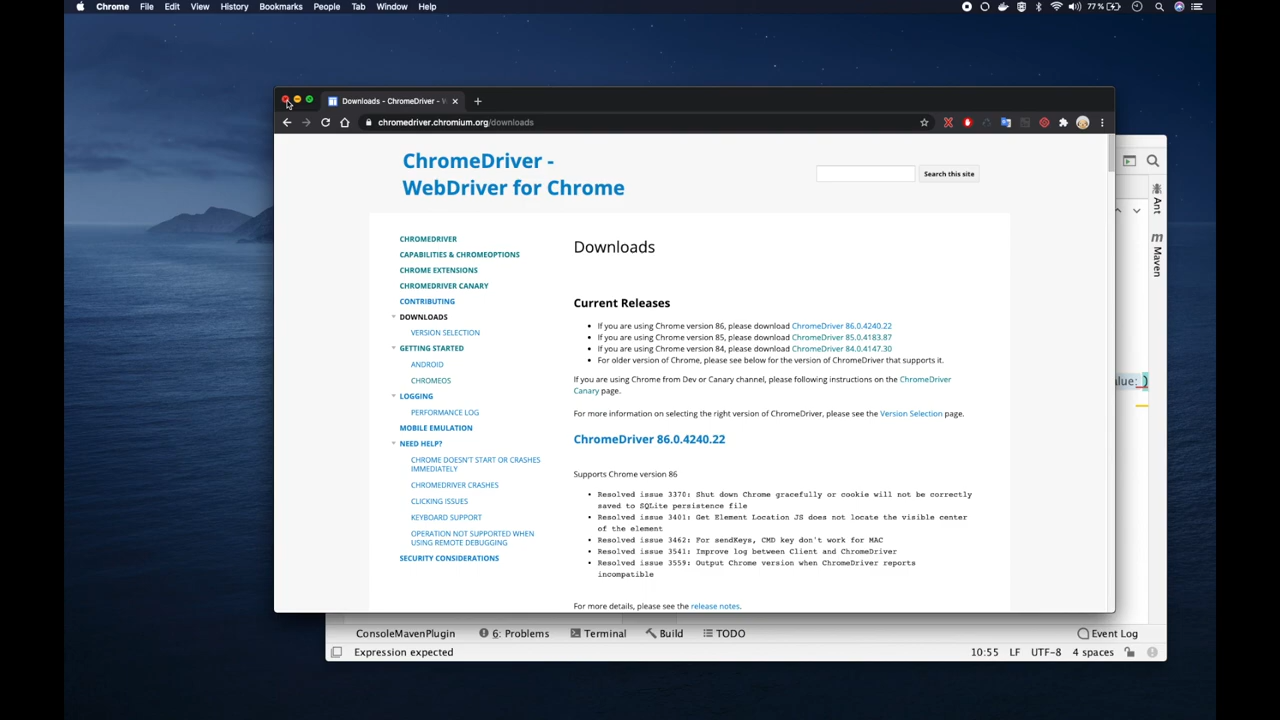 Chrome File Edit View History Bookmarks People Tab Window Help 77 %
Downloads - ChromeDriver - W
chromedriver.chromium.org/downloads
ChromeDriver -
WebDriver for Chrome
Search this site
CHROMEDRIVER
CAPABILITIES & CHROMEOPTIONS
CHROME EXTENSIONS
CHROMEDRIVER CANARY
CONTRIBUTING
DOWNLOADS
VERSION SELECTION
GETTING STARTED
ANDROID
CHROMEOS
LOGGING
PERFORMANCE LOG
MOBILE EMULATION
NEED HELP?
CHROME DOESN'T START OR CRASHES
IMMEDIATELY
CHROMEDRIVER CRASHES
CLICKING ISSUES
KEYBOARD SUPPORT
OPERATION NOT SUPPORTED WHEN
USING REMOTE DEBUGGING
SECURITY CONSIDERATIONS
Downloads
Current Releases
• If you are using Chrome version 86, please download ChromeDriver 86.0.4240.22
• If you are using Chrome version 85, please download ChromeDriver 85.0.4183.87
• If you are using Chrome version 84, please download ChromeDriver 84.0.4147.30
• For older version of Chrome, please see below for the version of ChromeDriver that supports it.
If you are using Chrome from Dev or Canary channel, please following instructions on the ChromeDriver
Canary page.
For more information on selecting the right version of ChromeDriver, please see the Version Selection page.
ChromeDriver 86.0.4240.22
Supports Chrome version 86
• Resolved issue 3370: Shut down Chrome gracefully or cookie will not be correctly
saved to SQLite persistence file
• Resolved issue 3401: Get Element Location JS does not locate the visible center
of the element
• Resolved issue 3462: For sendKeys, CMD key don't work for MAC
• Resolved issue 3541: Improve log between Client and ChromeDriver
• Resolved issue 3559: Output Chrome version when ChromeDriver reports
incompatible
For more details, please see the release notes.
Ant
m Maven
alue: )
ConsoleMavenPlugin 6: Problems Terminal Build TODO Event Log
Expression expected 10:55 LF UTF-8 4 spaces